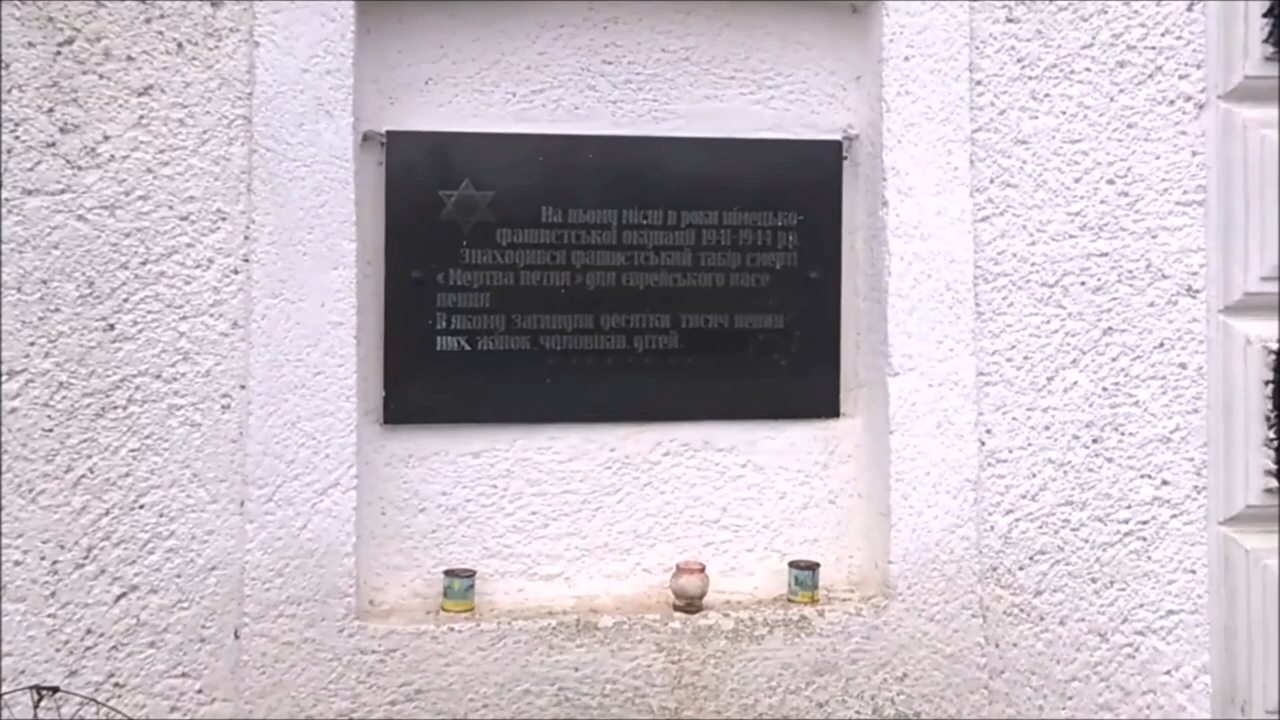 На цьому місці в роки німецько-
фашистської окупації 1941-1944 рр.
знаходився фашистський табір смерті
«Мертва петля» для єврейського насе
лення
В якому загинули десятки тисяч невин-
них жінок, чоловіків, дітей.